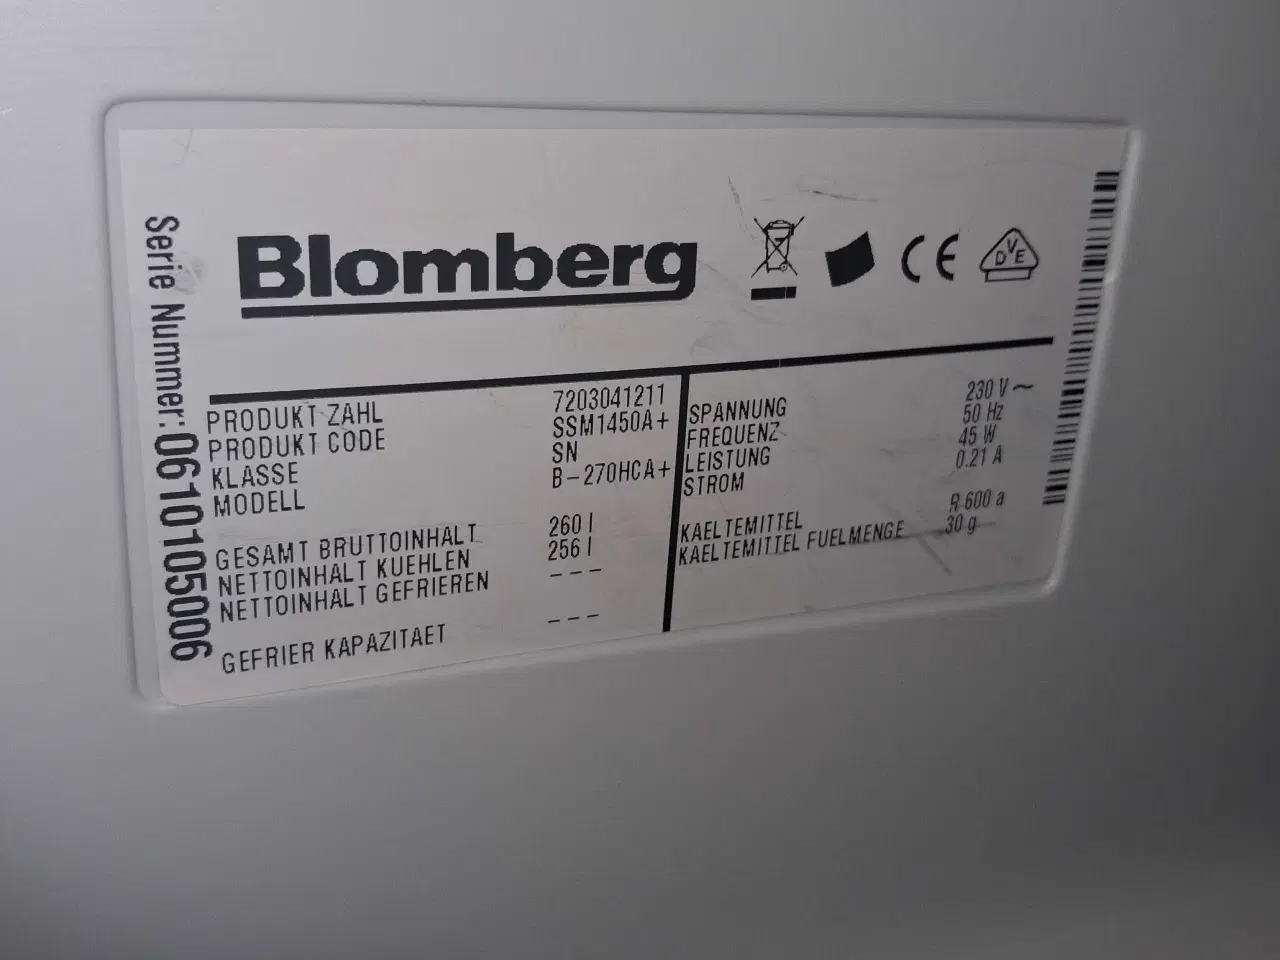 Serie Nummer: 0610105006
Blomberg
CE
DVE
PRODUKT ZAHL 7203041211
PRODUKT CODE SSM1450A+
KLASSE SN
MODELL B-270HCA+
GESAMT BRUTTOINHALT 260 l
NETTOINHALT KUEHLEN 256 l
NETTOINHALT GEFRIEREN ---
GEFRIER KAPAZITAET ---
SPANNUNG 230 V ~
FREQUENZ 50 Hz
LEISTUNG 45 W
STROM 0.21 A
KAELTEMITTEL R 600 a
KAELTEMITTEL FUELMENGE 30 g